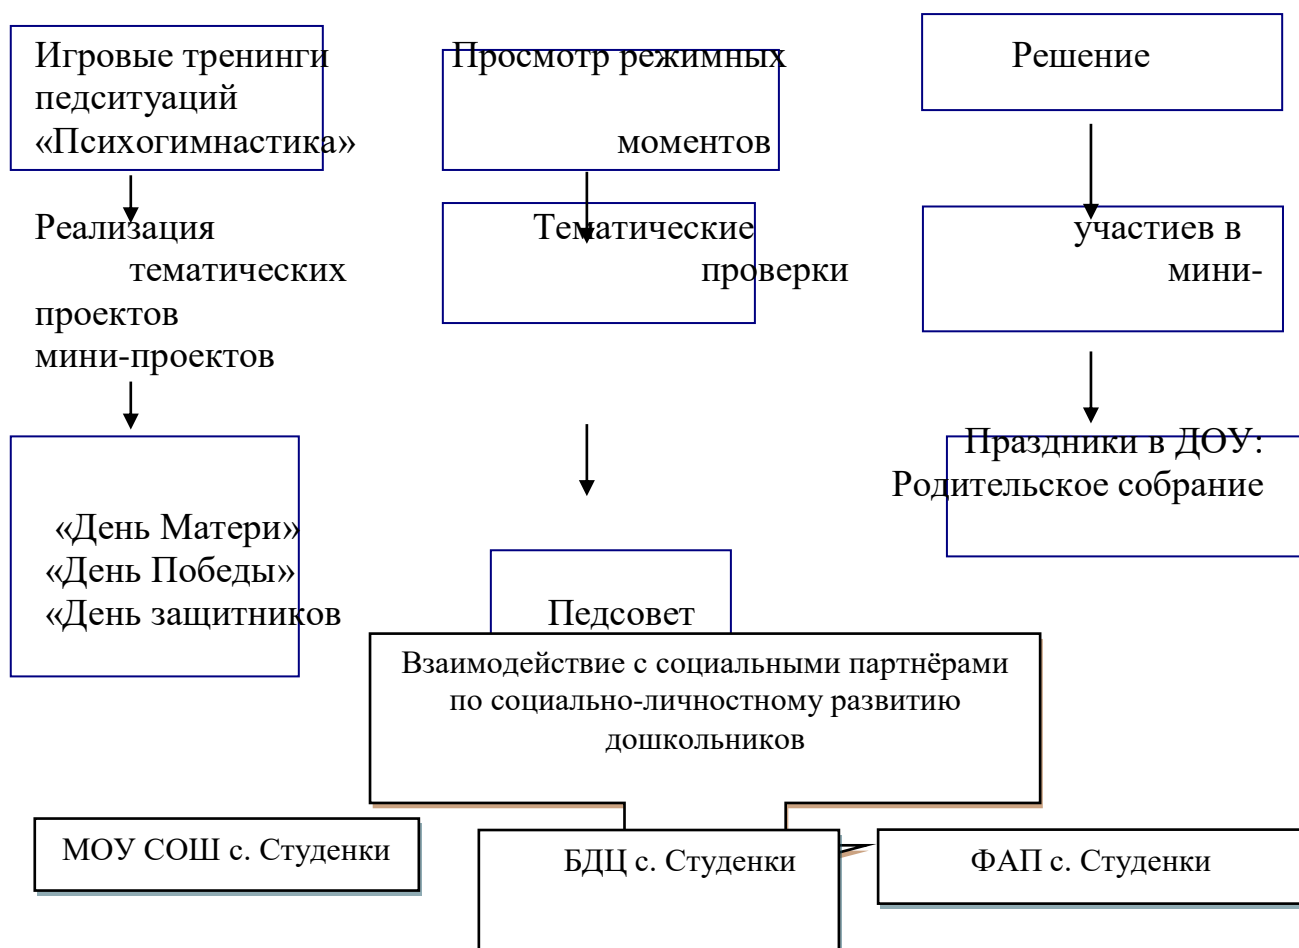 Игровые тренинги
педситуаций
«Психогимнастика»
Просмотр режимных
моментов
Решение
Реализация
тематических
проектов
мини-проектов
Тематические
проверки
участиев в
мини-
«День Матери»
«День Победы»
«День защитников
Праздники в ДОУ:
Родительское собрание
Педсовет
Взаимодействие с социальными партнёрами
по социально-личностному развитию
дошкольников
МОУ СОШ с. Студенки
БДЦ с. Студенки
ФАП с. Студенки